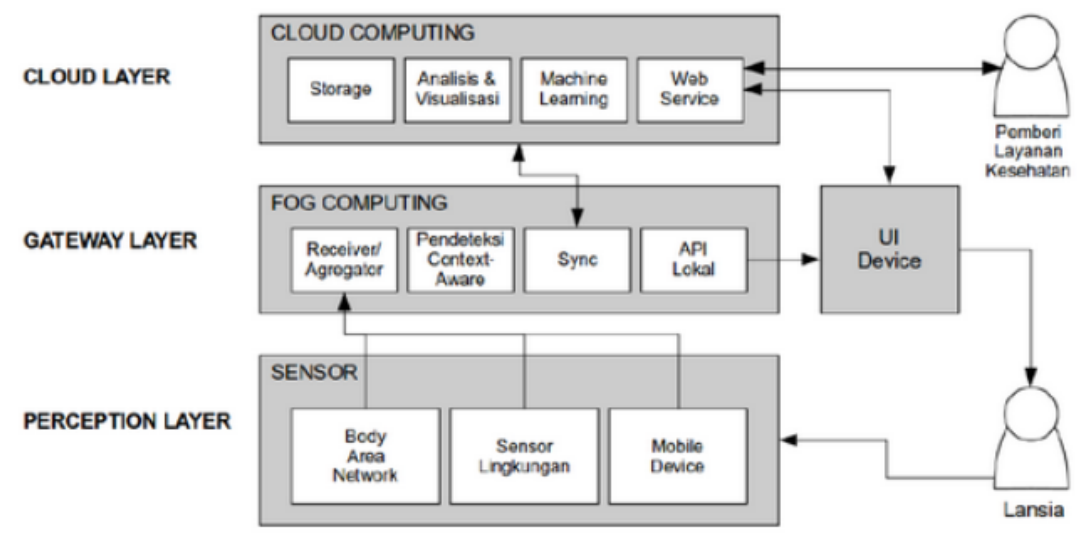 CLOUD LAYER
CLOUD COMPUTING
Storage
Analisis &
Visualisasi
Machine
Learning
Web
Service
Pemberi
Layanan
Kesehatan
GATEWAY LAYER
FOG COMPUTING
Receiver/
Agrogator
Pendeteksi
Context-
Aware
Sync
API
Lokal
UI
Device
PERCEPTION LAYER
SENSOR
Body
Area
Network
Sensor
Lingkungan
Mobile
Device
Lansia